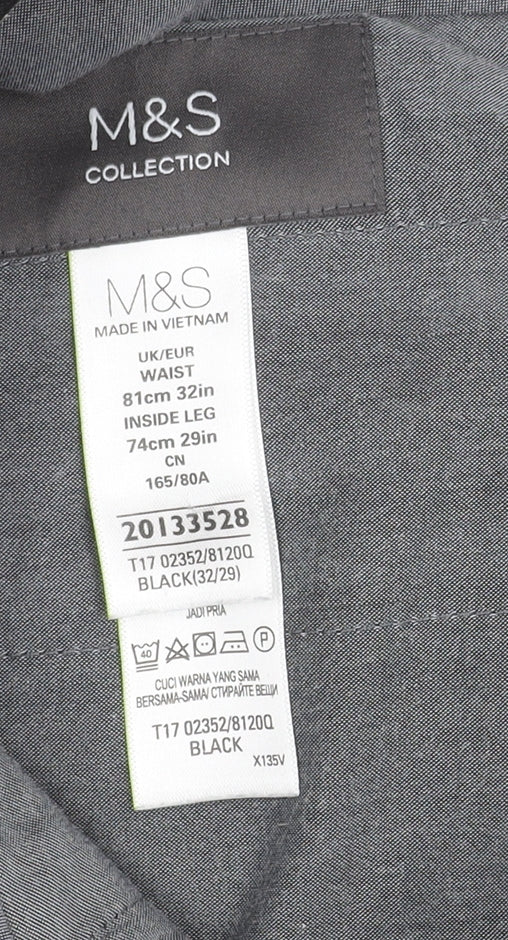 M&S
COLLECTION
M&S
MADE IN VIETNAM
UK/EUR
WAIST
81cm 32in
INSIDE LEG
74cm 29in
CN
165/80A
20133528
T17 02352/8120Q
BLACK(32/29)
JADI PRIA
40 P
CUCI WARNA YANG SAMA
BERSAMA-SAMA/ СТИРАЙТЕ ВЕЩИ
T17 02352/8120Q
BLACK
X135V